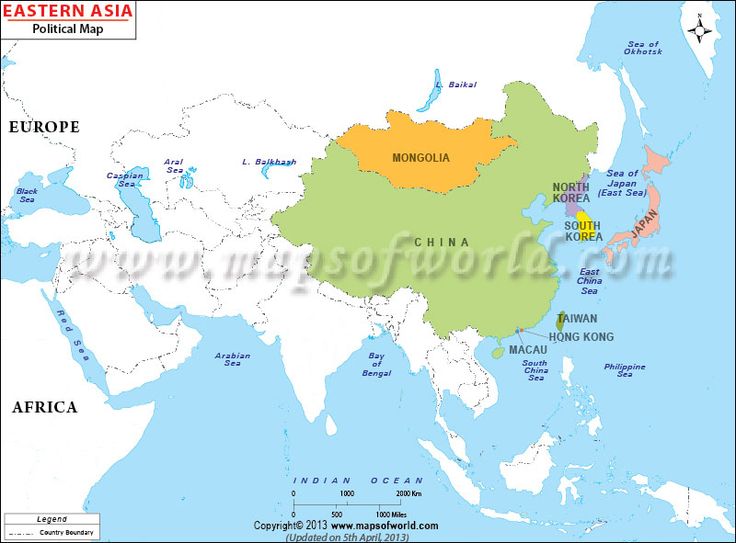 EASTERN ASIA
Political Map
N
Sea of
Okhotsk
L. Baikal
EUROPE
Aral
Sea
L. Balkhash
MONGOLIA
Caspian
Sea
Black
Sea
NORTH
KOREA
Sea of
Japan
(East Sea)
SOUTH
KOREA
JAPAN
CHINA
www.mapsofworld.com
East
China
Sea
Red Sea
TAIWAN
HONG KONG
MACAU
Arabian
Sea
Bay
of
Bengal
South
China
Sea
Philippine
Sea
AFRICA
INDIAN OCEAN
0 1000 2000 Km
0 500 1000 Miles
Legend
Country Boundary
Copyright© 2013 www.mapsofworld.com
(Updated on 5th April, 2013)